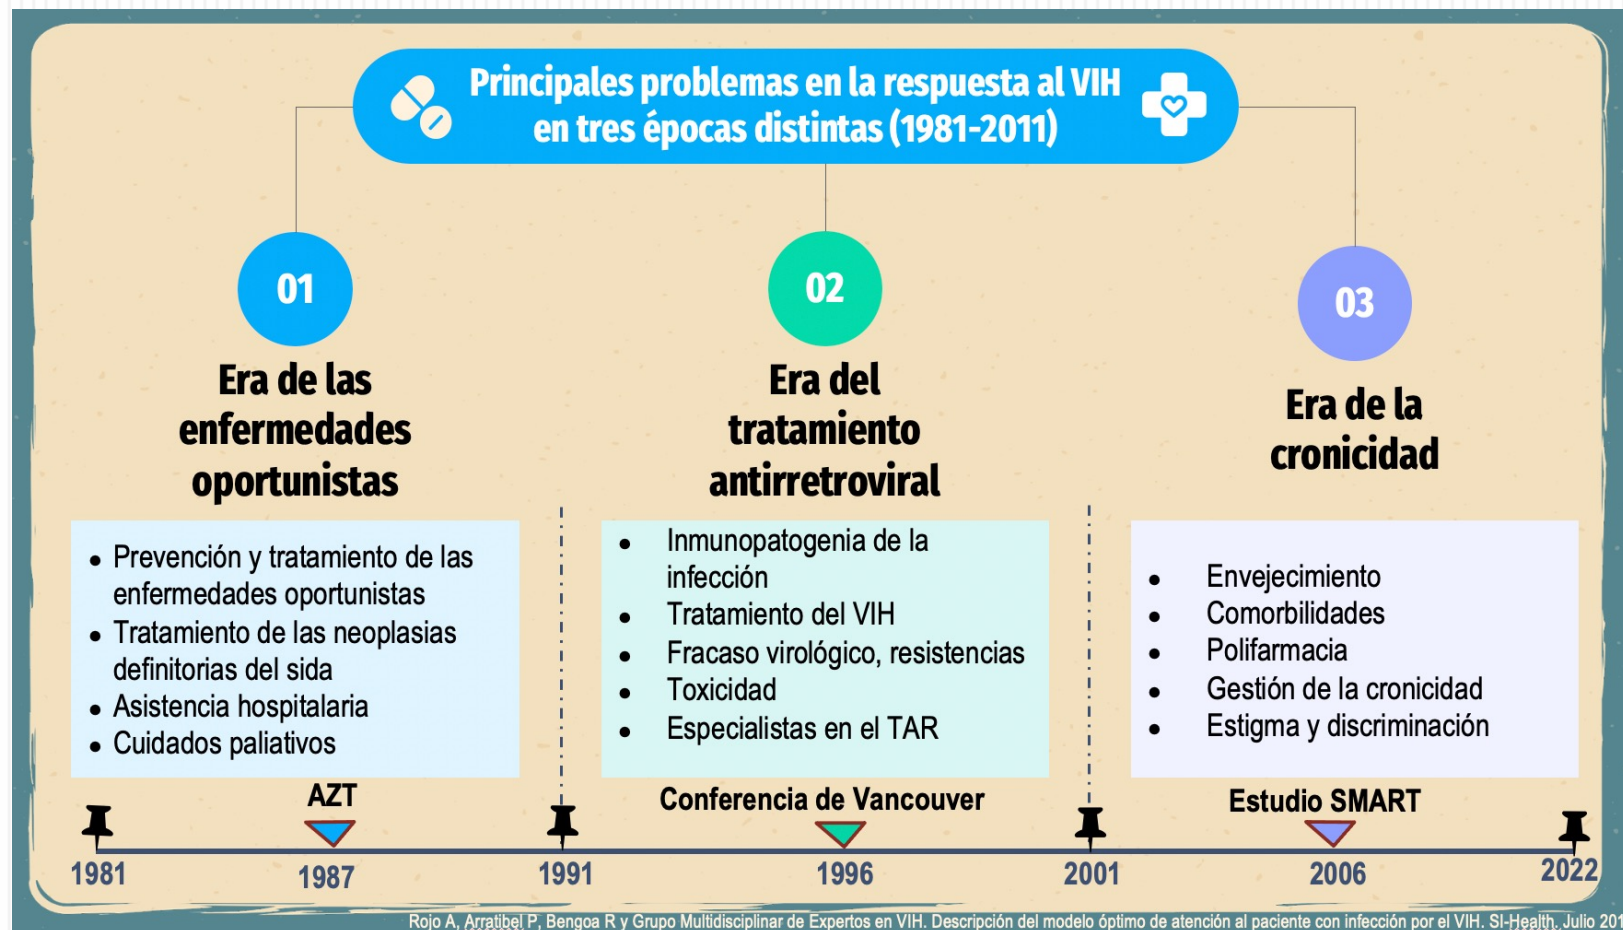 Principales problemas en la respuesta al VIH
en tres épocas distintas (1981-2011)
01
Era de las
enfermedades
oportunistas
• Prevención y tratamiento de las
enfermedades oportunistas
• Tratamiento de las neoplasias
definitorias del sida
• Asistencia hospitalaria
• Cuidados paliativos
02
Era del
tratamiento
antirretroviral
• Inmunopatogenia de la
infección
• Tratamiento del VIH
• Fracaso virológico, resistencias
• Toxicidad
• Especialistas en el TAR
03
Era de la
cronicidad
• Envejecimiento
• Comorbilidades
• Polifarmacia
• Gestión de la cronicidad
• Estigma y discriminación
AZT
Conferencia de Vancouver
Estudio SMART
1981
1987
1991
1996
2001
2006
2022
Rojo A, Arratibel P, Bengoa R y Grupo Multidisciplinar de Expertos en VIH. Descripción del modelo óptimo de atención al paciente con infección por el VIH. SI-Health. Julio 201